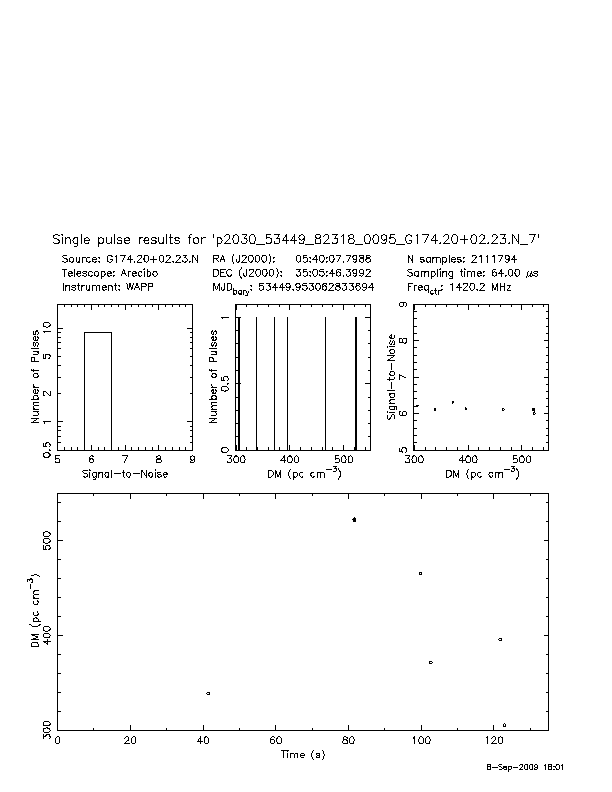 Single pulse results for 'p2030_53449_82318_0095_G174.20+02.23.N_7'
Source: G174.20+02.23.N RA (J2000): 05:40:07.7988 N samples: 2111794
Telescope: Arecibo DEC (J2000): 35:05:46.3992 Sampling time: 64.00 μs
Instrument: WAPP MJDbary: 53449.953062833694 Freqctr: 1420.2 MHz
Number of Pulses
0.5 1 2 5 10
5 6 7 8 9
Signal-to-Noise
Number of Pulses
0 0.5 1
300 400 500
DM (pc cm-3)
Signal-to-Noise
5 6 7 8 9
300 400 500
DM (pc cm-3)
DM (pc cm-3)
300 400 500
0 20 40 60 80 100 120
Time (s)
8-Sep-2009 18:01